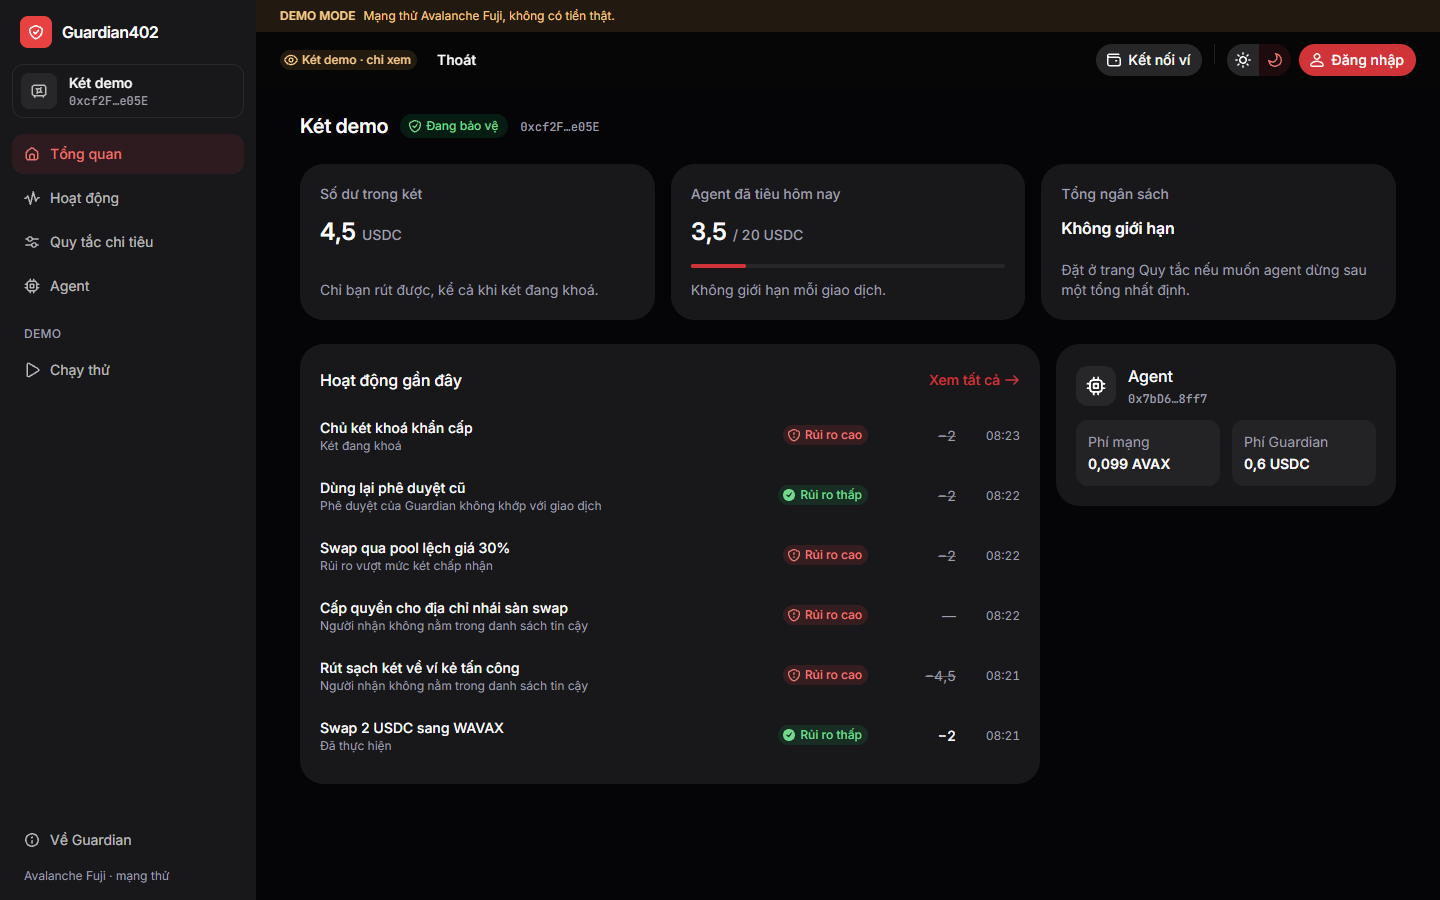 Guardian402
Két demo
0xcf2F…e05E
Tổng quan
Hoạt động
Quy tắc chi tiêu
Agent
DEMO
Chạy thử
Về Guardian
Avalanche Fuji · mạng thử
DEMO MODE Mạng thử Avalanche Fuji, không có tiền thật.
Két demo · chỉ xem
Thoát
Kết nối ví
Đăng nhập
Két demo
Đang bảo vệ
0xcf2F…e05E
Số dư trong két
4,5 USDC
Chỉ bạn rút được, kể cả khi két đang khoá.
Agent đã tiêu hôm nay
3,5 / 20 USDC
Không giới hạn mỗi giao dịch.
Tổng ngân sách
Không giới hạn
Đặt ở trang Quy tắc nếu muốn agent dừng sau
một tổng nhất định.
Hoạt động gần đây
Xem tất cả →
Chủ két khoá khẩn cấp
Két đang khoá
Rủi ro cao
−2
08:23
Dùng lại phê duyệt cũ
Phê duyệt của Guardian không khớp với giao dịch
Rủi ro thấp
−2
08:22
Swap qua pool lệch giá 30%
Rủi ro vượt mức két chấp nhận
Rủi ro cao
−2
08:22
Cấp quyền cho địa chỉ nhái sàn swap
Người nhận không nằm trong danh sách tin cậy
Rủi ro cao
—
08:22
Rút sạch két về ví kẻ tấn công
Người nhận không nằm trong danh sách tin cậy
Rủi ro cao
−4,5
08:21
Swap 2 USDC sang WAVAX
Đã thực hiện
Rủi ro thấp
−2
08:21
Agent
0x7bD6…8ff7
Phí mạng
0,099 AVAX
Phí Guardian
0,6 USDC